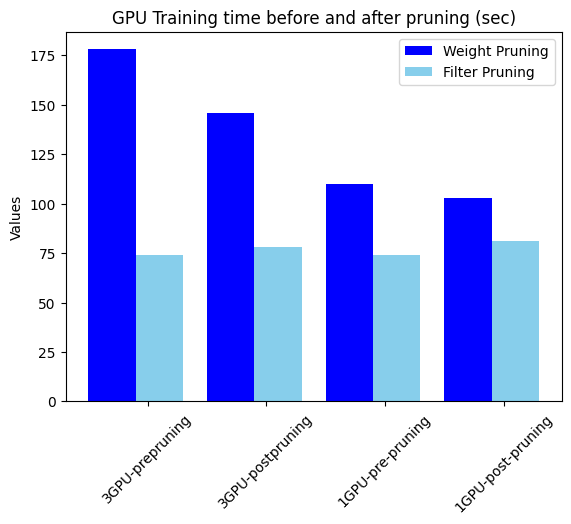 GPU Training time before and after pruning (sec)
Weight Pruning
Filter Pruning
Values
175
150
125
100
75
50
25
0
3GPU-prepruning
3GPU-postpruning
1GPU-pre-pruning
1GPU-post-pruning